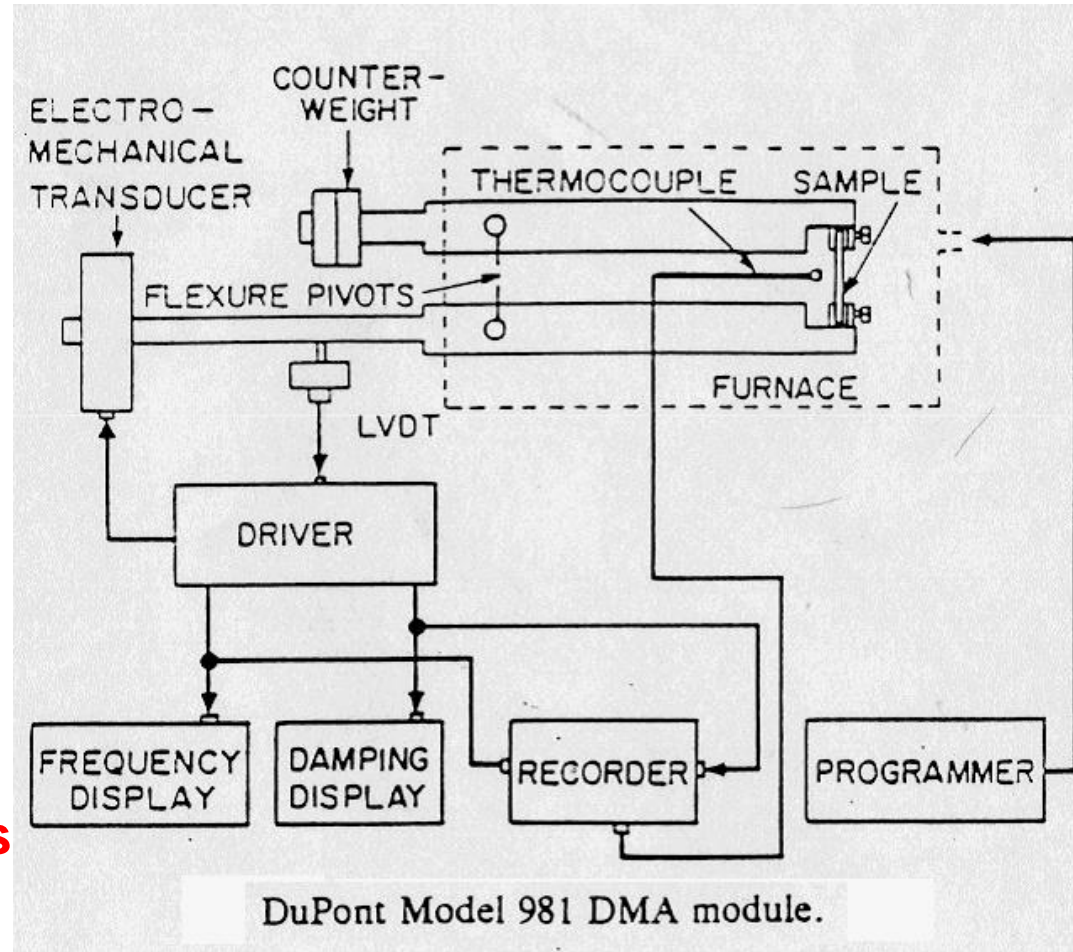 COUNTER-
WEIGHT
ELECTRO-
MECHANICAL
TRANSDUCER
THERMOCOUPLE
SAMPLE
FLEXURE PIVOTS
FURNACE
LVDT
DRIVER
FREQUENCY
DISPLAY
DAMPING
DISPLAY
RECORDER
PROGRAMMER
s
DuPont Model 981 DMA module.